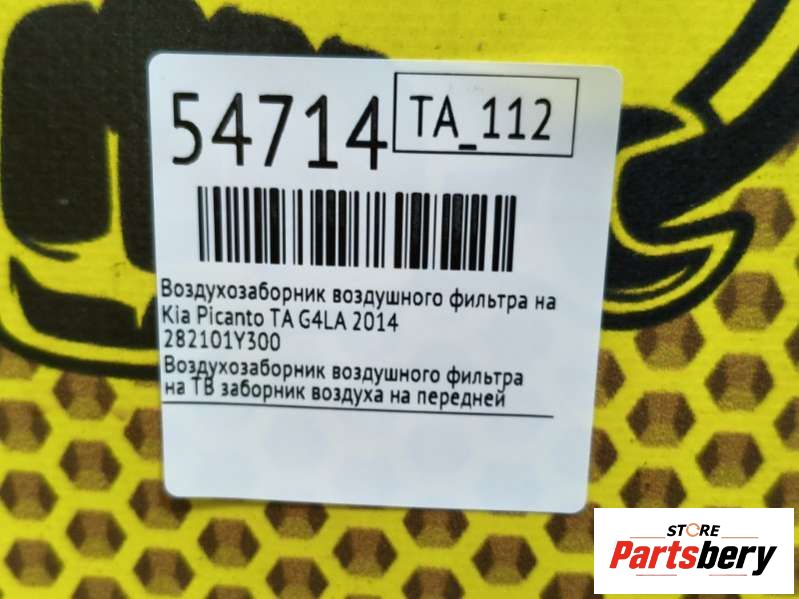 54714
TA_112
Воздухозаборник воздушного фильтра на
Kia Picanto TA G4LA 2014
282101Y300
Воздухозаборник воздушного фильтра
на ТВ заборник воздуха на передней
STORE
Partsbery